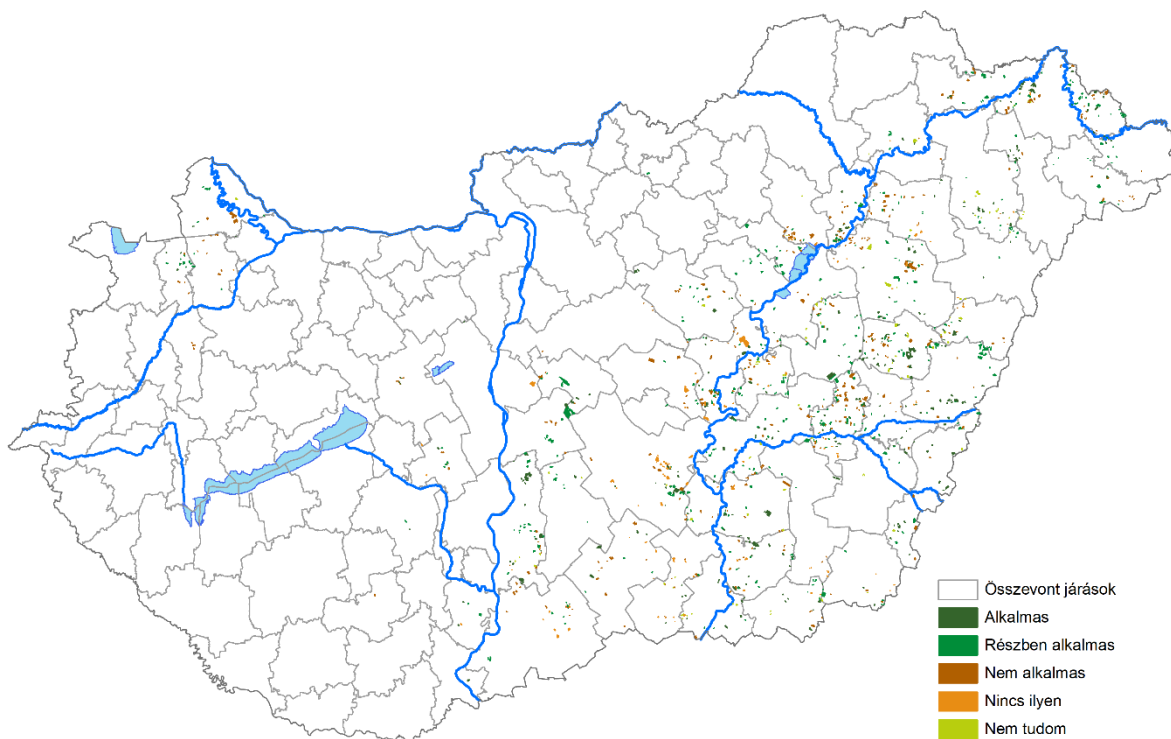 Összevont járások
Alkalmas
Részben alkalmas
Nem alkalmas
Nincs ilyen
Nem tudom